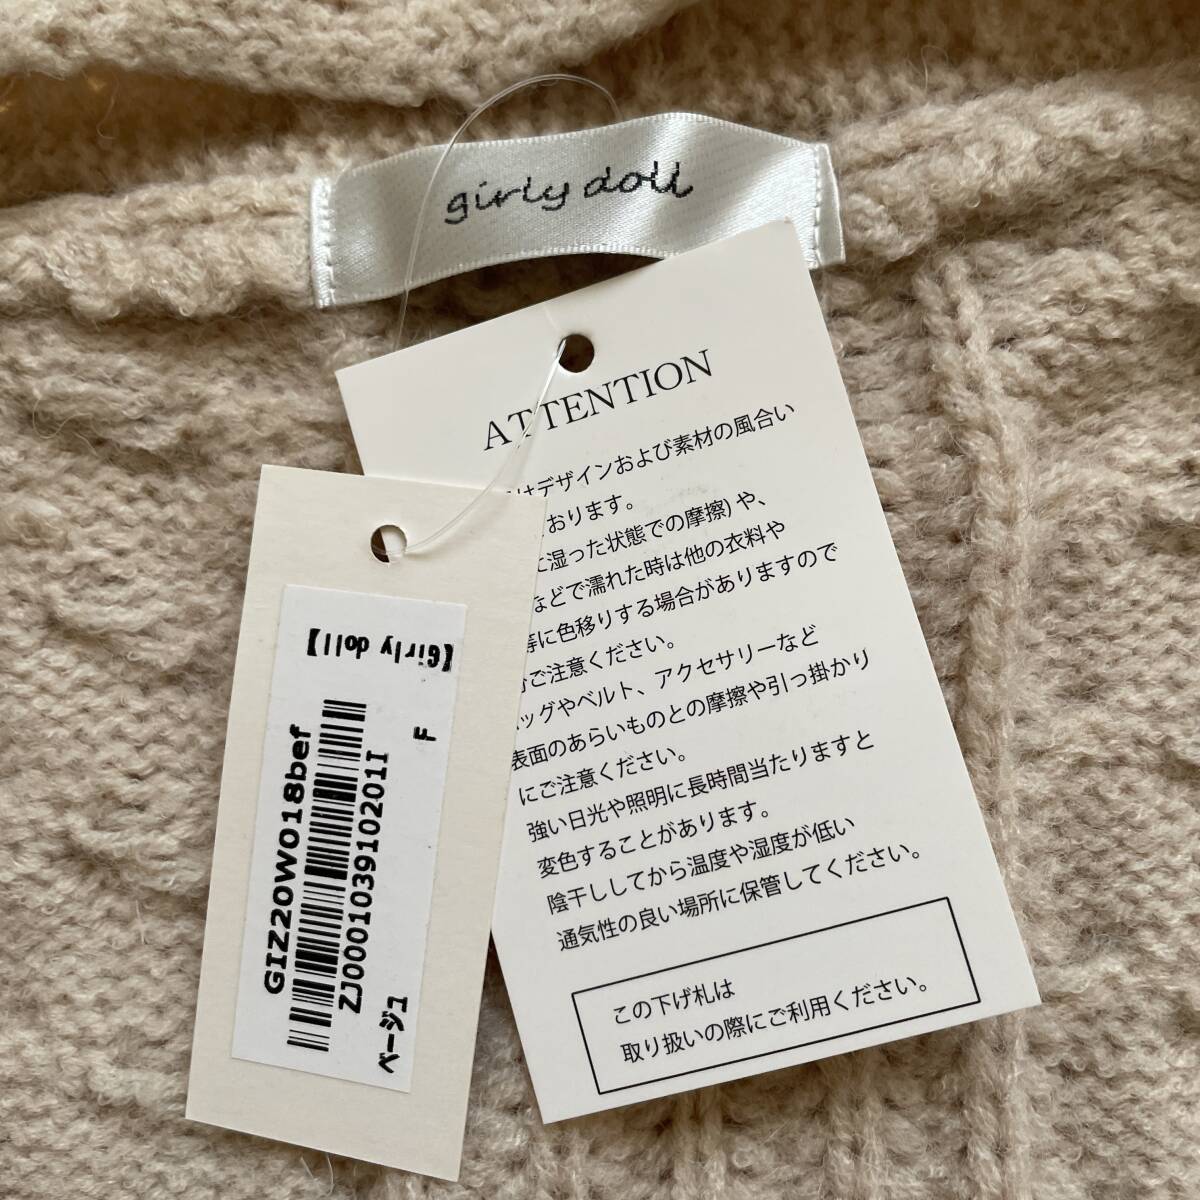 girly doll
ATTENTION
はデザインおよび素材の風合い
おります。
に湿った状態での摩擦)や、
などで濡れた時は他の衣料や
等に色移りする場合がありますので
ご注意ください。
ッグやベルト、アクセサリーなど
表面のあらいものとの摩擦や引っ掛かり
にご注意ください。
強い日光や照明に長時間当たりますと
変色することがあります。
陰干ししてから温度や湿度が低い
通気性の良い場所に保管してください。
この下げ札は
取り扱いの際にご利用ください。
【Girly doll】
GIZ20W018bef
ZJ000103910201I
ベージュ F